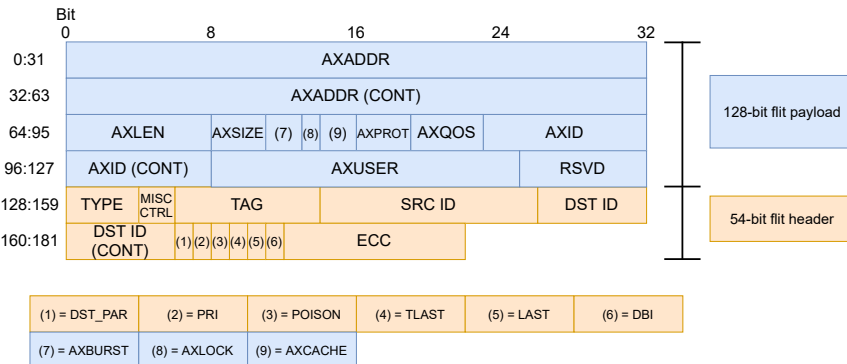 Bit
0 8 16 24 32
0:31 AXADDR
32:63 AXADDR (CONT)
128-bit flit payload
64:95 AXLEN AXSIZE (7) (8) (9) AXPROT AXQOS AXID
96:127 AXID (CONT) AXUSER RSVD
128:159 TYPE MISC CTRL TAG SRC ID DST ID
54-bit flit header
160:181 DST ID (CONT) (1) (2) (3) (4) (5) (6) ECC
(1) = DST_PAR (2) = PRI (3) = POISON (4) = TLAST (5) = LAST (6) = DBI
(7) = AXBURST (8) = AXLOCK (9) = AXCACHE